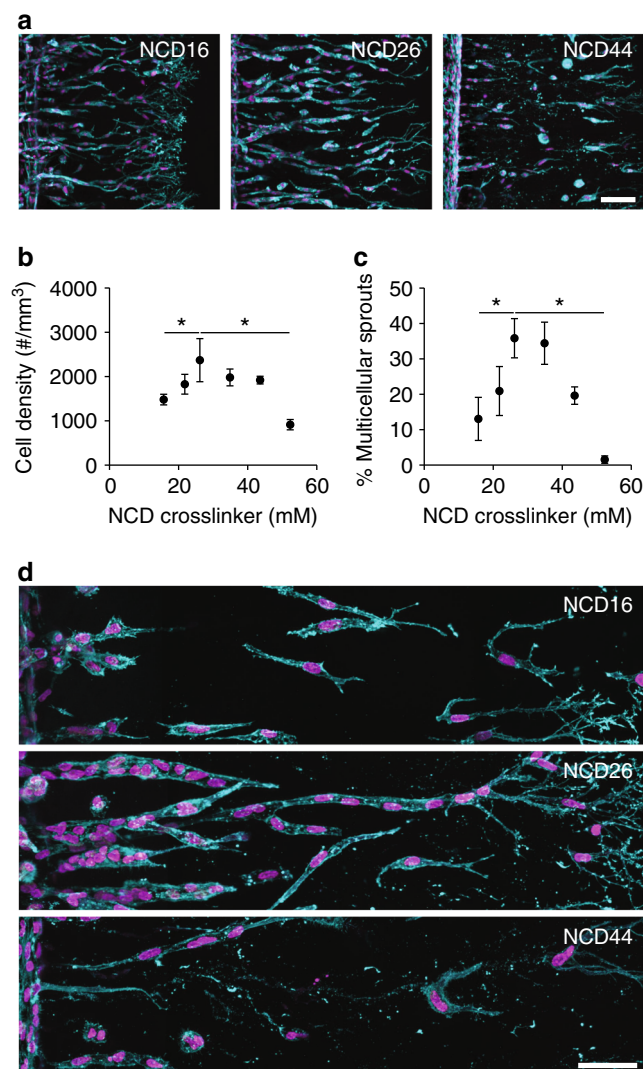 a
NCD16
NCD26
NCD44
b
Cell density (#/mm³)
4000
3000
2000
1000
0
* *
0 20 40 60
NCD crosslinker (mM)
c
% Multicellular sprouts
50
40
30
20
10
0
* *
0 20 40 60
NCD crosslinker (mM)
d
NCD16
NCD26
NCD44